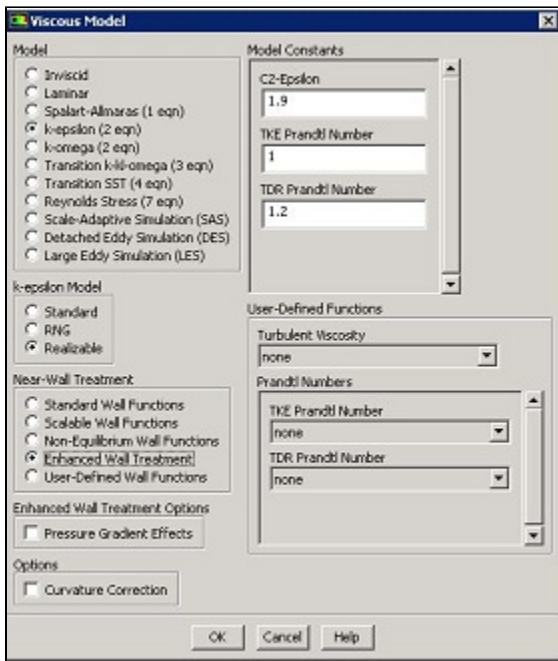 Viscous Model
Model
Inviscid
Laminar
Spalart-Allmaras (1 eqn)
k-epsilon (2 eqn)
k-omega (2 eqn)
Transition k-kl-omega (3 eqn)
Transition SST (4 eqn)
Reynolds Stress (7 eqn)
Scale-Adaptive Simulation (SAS)
Detached Eddy Simulation (DES)
Large Eddy Simulation (LES)
k-epsilon Model
Standard
RNG
Realizable
Near-Wall Treatment
Standard Wall Functions
Scalable Wall Functions
Non-Equilibrium Wall Functions
Enhanced Wall Treatment
User-Defined Wall Functions
Enhanced Wall Treatment Options
Pressure Gradient Effects
Options
Curvature Correction
Model Constants
C2-Epsilon
1.9
TKE Prandtl Number
1
TDR Prandtl Number
1.2
User-Defined Functions
Turbulent Viscosity
none
Prandtl Numbers
TKE Prandtl Number
none
TDR Prandtl Number
none
OK
Cancel
Help